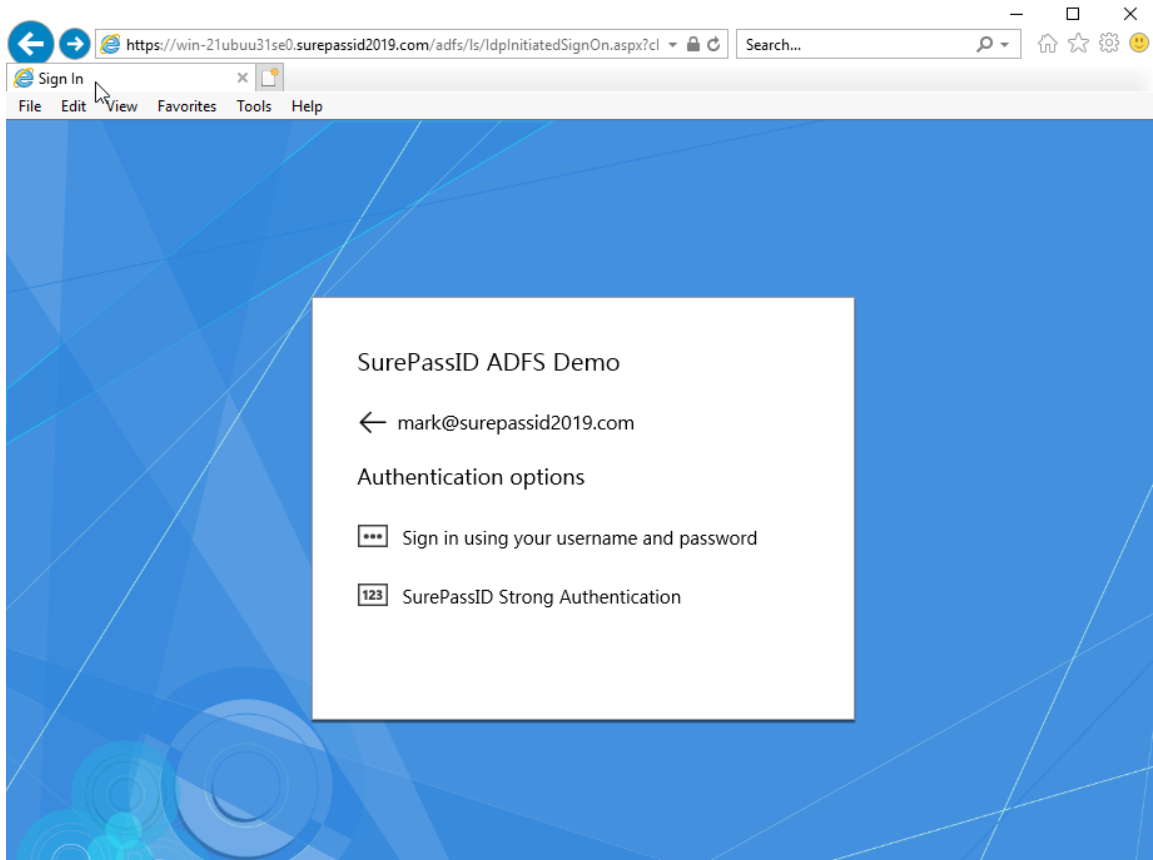 https://win-21ubuu31se0.surepassid2019.com/adfs/ls/IdpInitiatedSignOn.aspx?cl
Search...
Sign In
File Edit View Favorites Tools Help
SurePassID ADFS Demo
mark@surepassid2019.com
Authentication options
Sign in using your username and password
123 SurePassID Strong Authentication